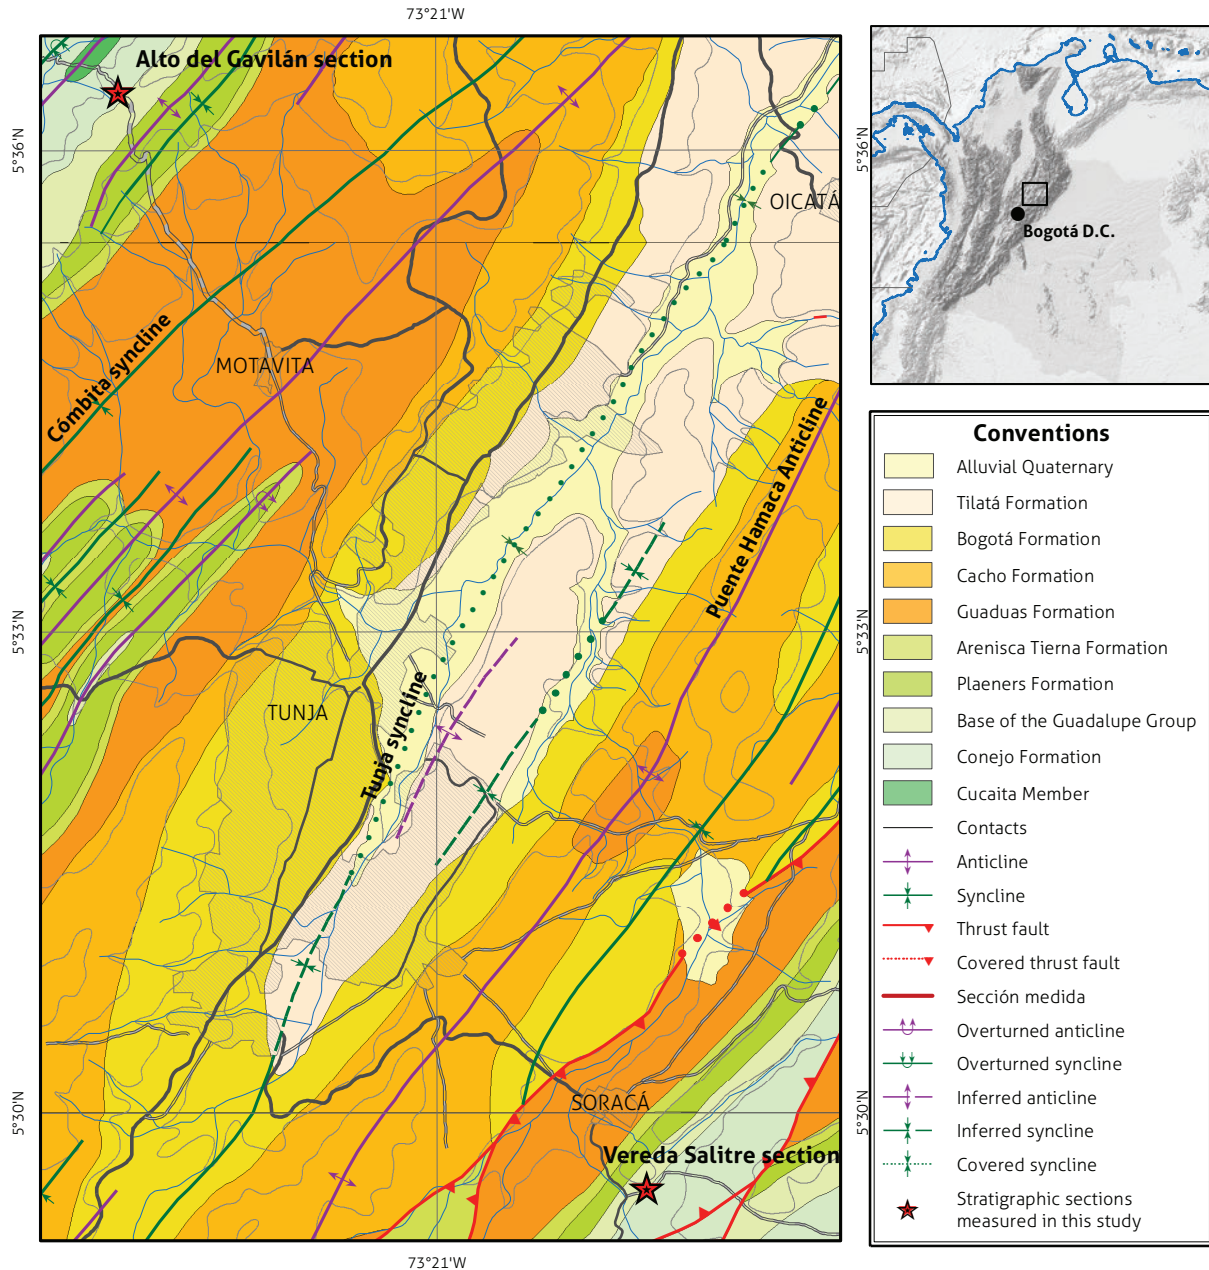 73°21'W
Alto del Gavilán section
5°36'N
5°36'N
OICATÁ
Bogotá D.C.
Cómbita syncline
MOTAVITA
Puente Hamaca Anticline
5°33'N
5°33'N
TUNJA
Tunja syncline
SORACÁ
5°30'N
5°30'N
Vereda Salitre section
73°21'W
Conventions
Alluvial Quaternary
Tilatá Formation
Bogotá Formation
Cacho Formation
Guaduas Formation
Arenisca Tierna Formation
Plaeners Formation
Base of the Guadalupe Group
Conejo Formation
Cucaita Member
Contacts
Anticline
Syncline
Thrust fault
Covered thrust fault
Sección medida
Overturned anticline
Overturned syncline
Inferred anticline
Inferred syncline
Covered syncline
Stratigraphic sections
measured in this study